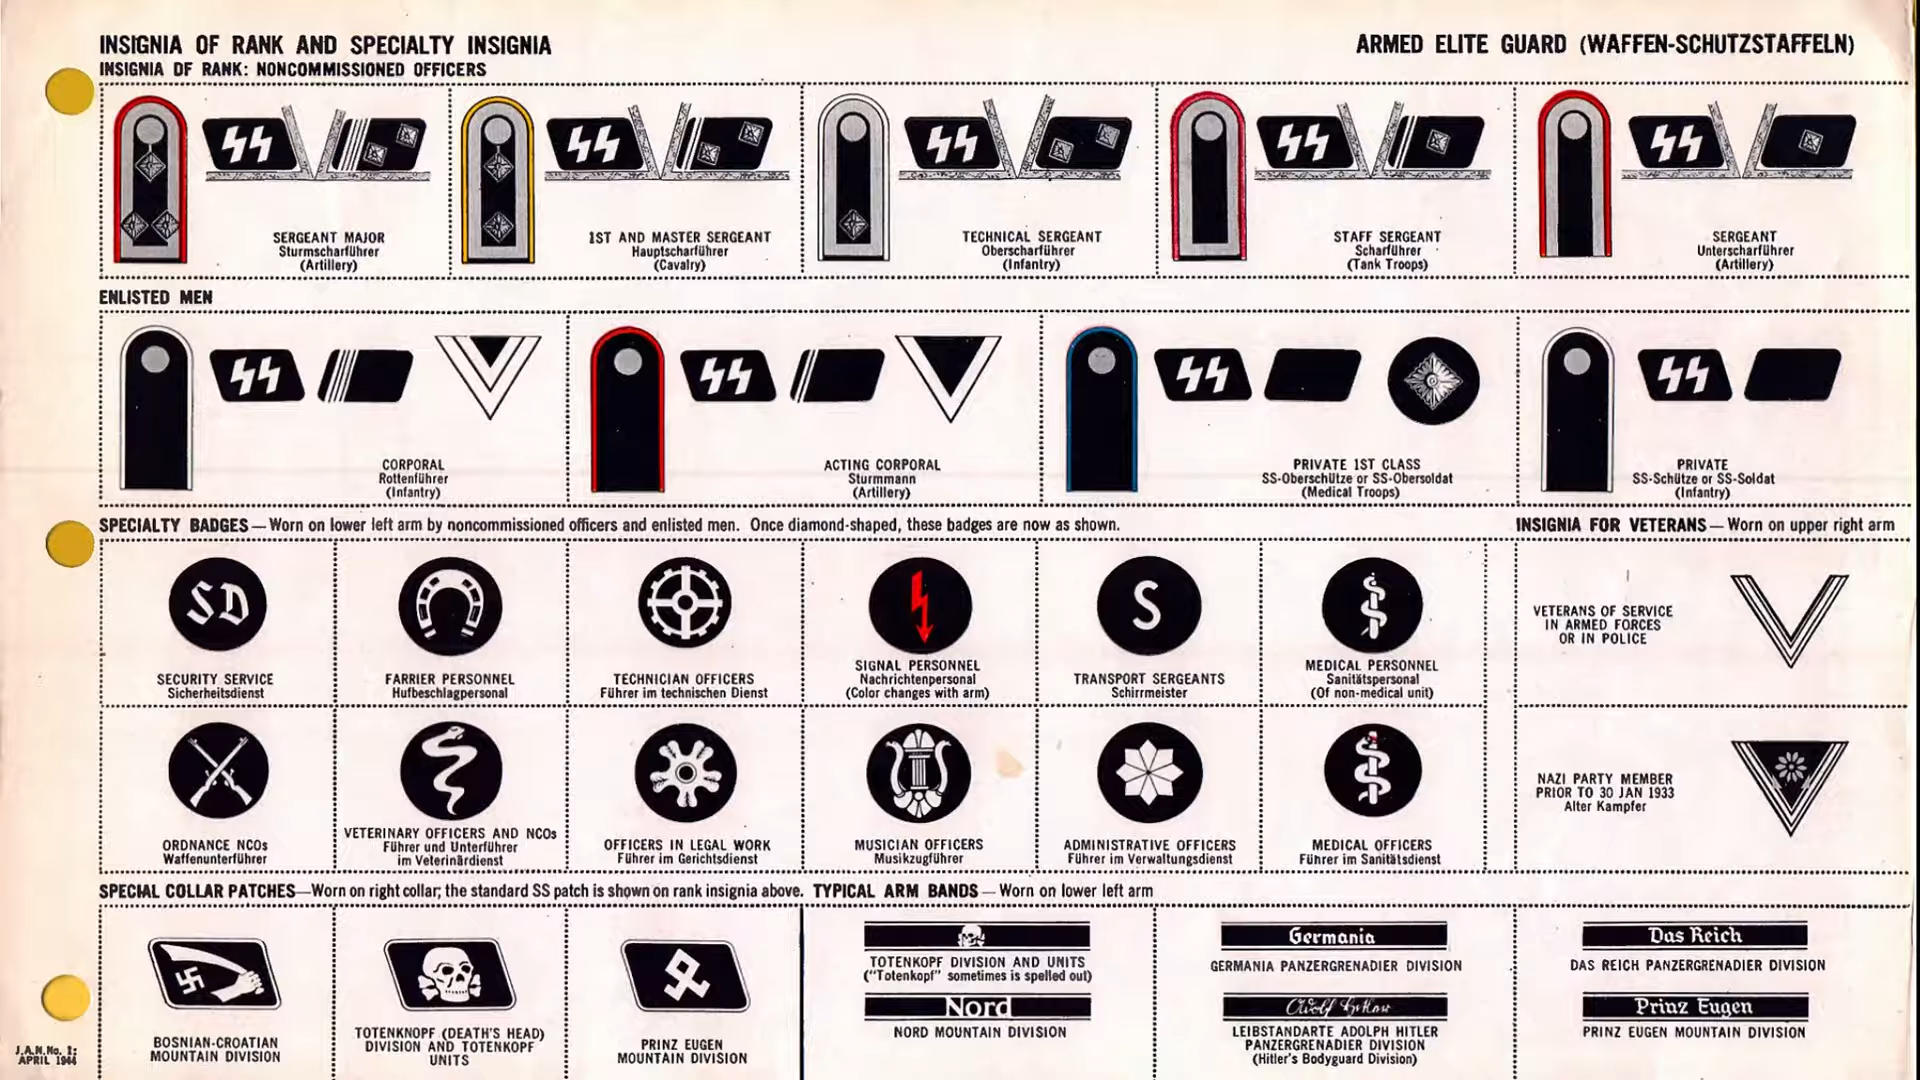 INSIGNIA OF RANK AND SPECIALTY INSIGNIA
ARMED ELITE GUARD (WAFFEN-SCHUTZSTAFFELN)
INSIGNIA OF RANK: NONCOMMISSIONED OFFICERS
SERGEANT MAJOR
Sturmscharführer
(Artillery)
1ST AND MASTER SERGEANT
Hauptscharführer
(Cavalry)
TECHNICAL SERGEANT
Oberscharführer
(Infantry)
STAFF SERGEANT
Scharführer
(Tank Troops)
SERGEANT
Unterscharführer
(Artillery)
ENLISTED MEN
CORPORAL
Rottenführer
(Infantry)
ACTING CORPORAL
Sturmmann
(Artillery)
PRIVATE 1ST CLASS
SS-Oberschütze or SS-Obersoldat
(Medical Troops)
PRIVATE
SS-Schütze or SS-Soldat
(Infantry)
SPECIALTY BADGES — Worn on lower left arm by noncommissioned officers and enlisted men. Once diamond-shaped, these badges are now as shown.
INSIGNIA FOR VETERANS — Worn on upper right arm
SD
SECURITY SERVICE
Sicherheitsdienst
FARRIER PERSONNEL
Hufbeschlagpersonal
TECHNICIAN OFFICERS
Führer im technischen Dienst
SIGNAL PERSONNEL
Nachrichtenpersonal
(Color changes with arm)
S
TRANSPORT SERGEANTS
Schirrmeister
MEDICAL PERSONNEL
Sanitätspersonal
(Of non-medical unit)
VETERANS OF SERVICE
IN ARMED FORCES
OR IN POLICE
ORDNANCE NCOs
Waffenunterführer
VETERINARY OFFICERS AND NCOs
Führer und Unterführer
im Veterinärdienst
OFFICERS IN LEGAL WORK
Führer im Gerichtsdienst
MUSICIAN OFFICERS
Musikzugführer
ADMINISTRATIVE OFFICERS
Führer im Verwaltungsdienst
MEDICAL OFFICERS
Führer im Sanitätsdienst
NAZI PARTY MEMBER
PRIOR TO 30 JAN 1933
Alter Kampfer
SPECIAL COLLAR PATCHES—Worn on right collar; the standard SS patch is shown on rank insignia above.
TYPICAL ARM BANDS — Worn on lower left arm
BOSNIAN-CROATIAN
MOUNTAIN DIVISION
TOTENKNOPF (DEATH'S HEAD)
DIVISION AND TOTENKOPF
UNITS
PRINZ EUGEN
MOUNTAIN DIVISION
TOTENKOPF DIVISION AND UNITS
("Totenkopf" sometimes is spelled out)
Nord
NORD MOUNTAIN DIVISION
Germania
GERMANIA PANZERGRENADIER DIVISION
Adolf Hitler
LEIBSTANDARTE ADOLPH HITLER
PANZERGRENADIER DIVISION
(Hitler's Bodyguard Division)
Das Reich
DAS REICH PANZERGRENADIER DIVISION
Prinz Eugen
PRINZ EUGEN MOUNTAIN DIVISION
J.A.N. No. 1:
APRIL 1944